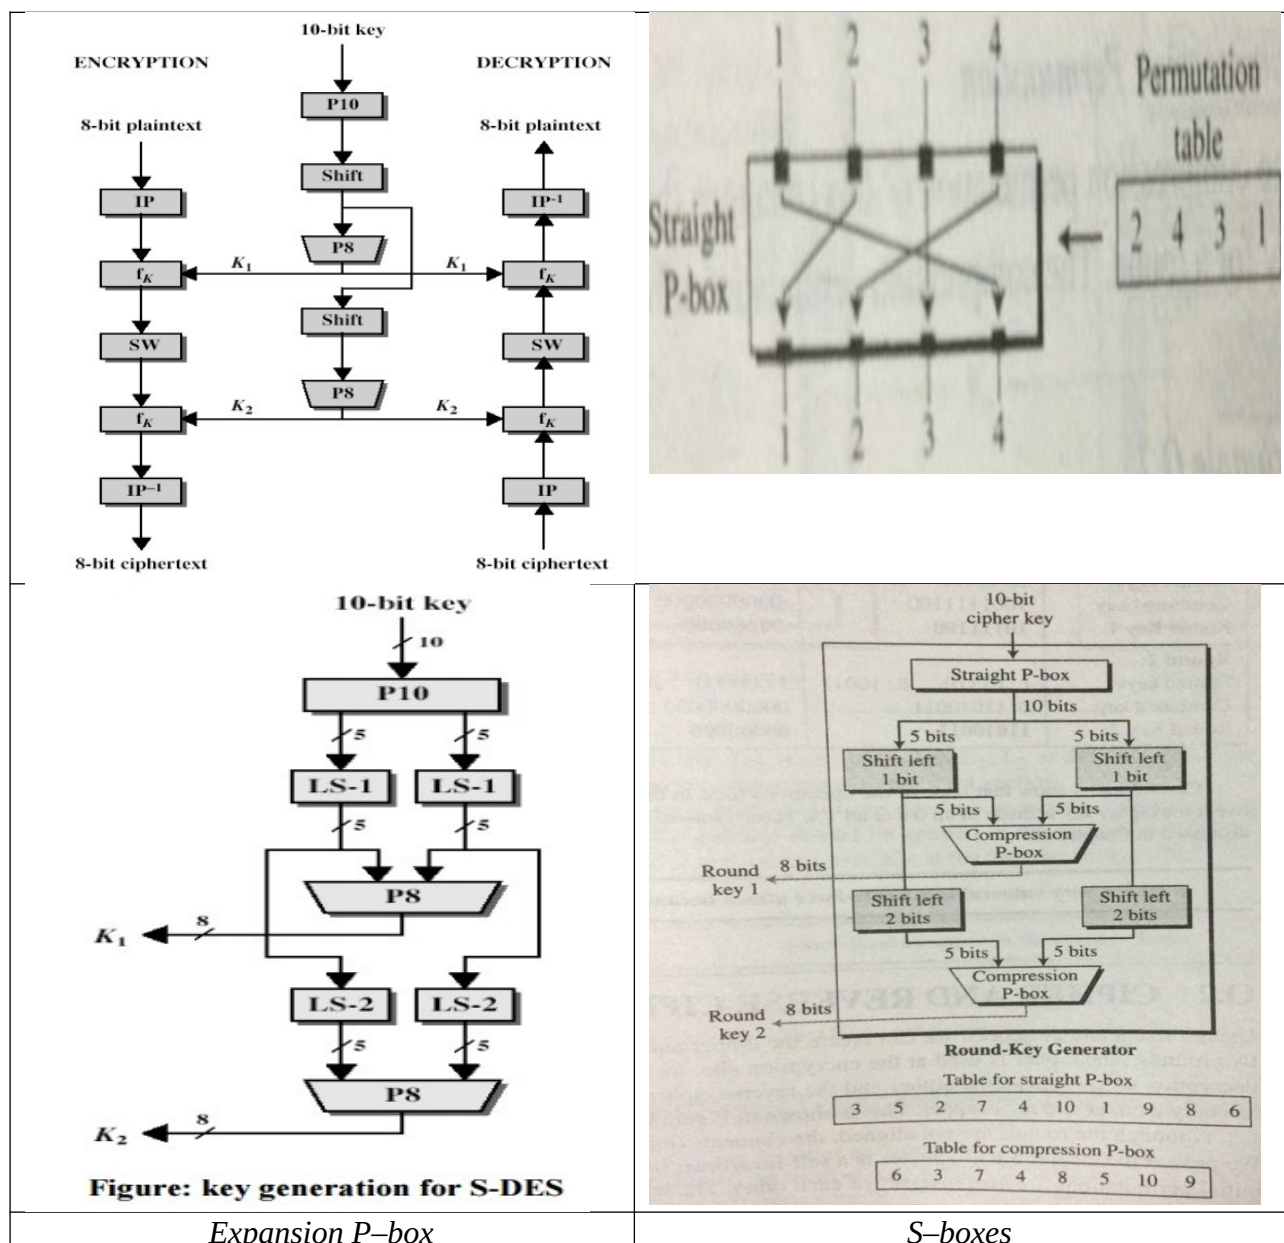 10-bit key
ENCRYPTION
DECRYPTION
P10
8-bit plaintext
8-bit plaintext
Shift
IP
IP-1
P8
fK
K1
K1
fK
Shift
SW
SW
P8
fK
K2
K2
fK
IP–1
IP
8-bit ciphertext
8-bit ciphertext
1 2 3 4
Permutation
table
Straight
P-box
2 4 3 1
1 2 3 4
10-bit key
10
P10
5 5
LS-1 LS-1
5 5
P8
K1 8
LS-2 LS-2
5 5
P8
K2 8
Figure: key generation for S-DES
10-bit
cipher key
Straight P-box
10 bits
5 bits 5 bits
Shift left
1 bit
Shift left
1 bit
5 bits 5 bits
Compression
P-box
Round
key 1
8 bits
Shift left
2 bits
Shift left
2 bits
5 bits 5 bits
Compression
P-box
Round
key 2
8 bits
Round-Key Generator
Table for straight P-box
3 5 2 7 4 10 1 9 8 6
Table for compression P-box
6 3 7 4 8 5 10 9
Expansion P–box
S–boxes